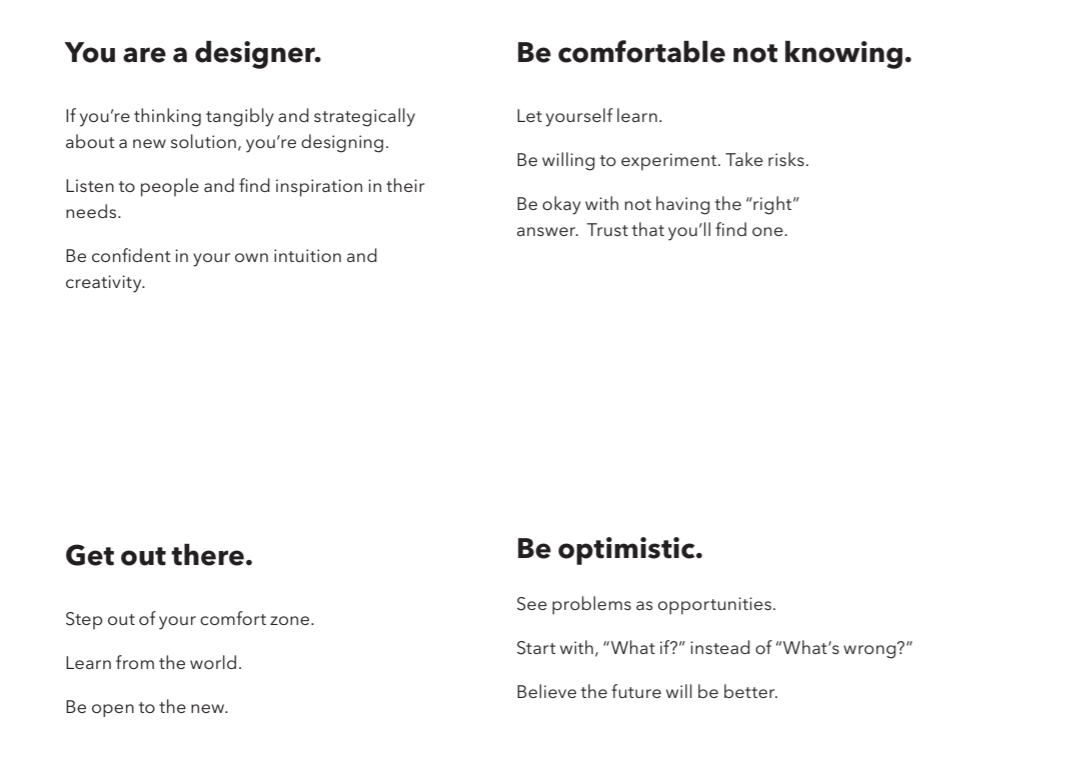 You are a designer.
If you’re thinking tangibly and strategically
about a new solution, you’re designing.
Listen to people and find inspiration in their
needs.
Be confident in your own intuition and
creativity.
Be comfortable not knowing.
Let yourself learn.
Be willing to experiment. Take risks.
Be okay with not having the “right”
answer.  Trust that you’ll find one.
Get out there.
Step out of your comfort zone.
Learn from the world.
Be open to the new.
Be optimistic.
See problems as opportunities.
Start with, “What if?” instead of “What’s wrong?”
Believe the future will be better.